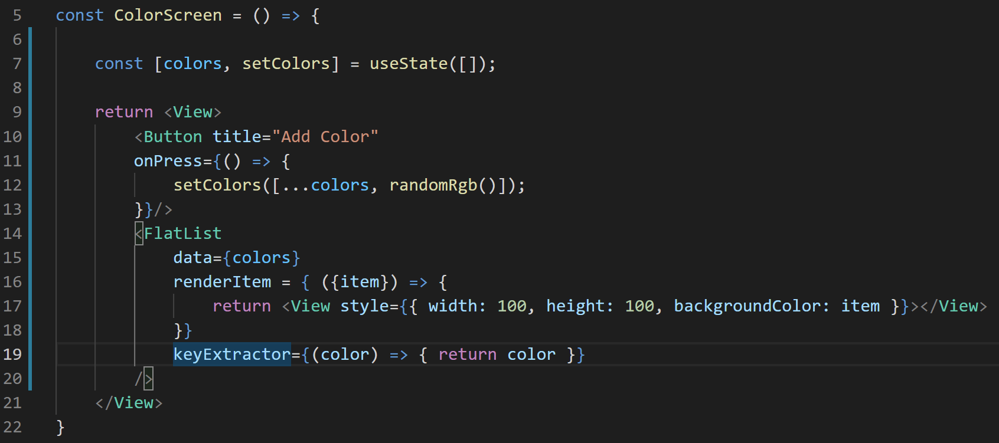 5 const ColorScreen = () => {
6
7 const [colors, setColors] = useState([]);
8
9 return <View>
10 <Button title="Add Color"
11 onPress={() => {
12 setColors([...colors, randomRgb()]);
13 }}/>
14 <FlatList
15 data={colors}
16 renderItem = { ({item}) => {
17 return <View style={{ width: 100, height: 100, backgroundColor: item }}></View>
18 }}
19 keyExtractor={(color) => { return color }}
20 />
21 </View>
22 }